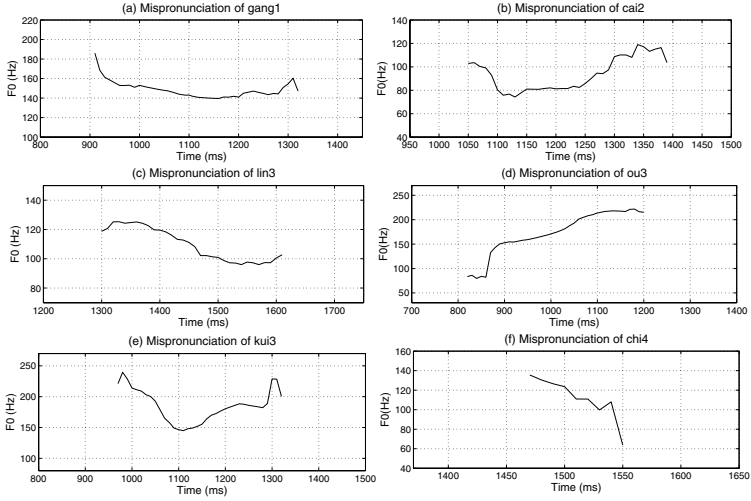 (a) Mispronunciation of gang1
220
200
180
160
140
120
100
F0 (Hz)
800 900 1000 1100 1200 1300 1400
Time (ms)
(b) Mispronunciation of cai2
140
120
100
80
60
40
F0(Hz)
950 1000 1050 1100 1150 1200 1250 1300 1350 1400 1450 1500
Time (ms)
(c) Mispronunciation of lin3
140
120
100
80
F0 (Hz)
1200 1300 1400 1500 1600 1700
Time (ms)
(d) Mispronunciation of ou3
250
200
150
100
50
F0(Hz)
700 800 900 1000 1100 1200 1300 1400
Time (ms)
(e) Mispronunciation of kui3
250
200
150
100
F0 (Hz)
800 900 1000 1100 1200 1300 1400 1500
Time (ms)
(f) Mispronunciation of chi4
160
140
120
100
80
60
40
F0 (Hz)
1400 1450 1500 1550 1600 1650
Time (ms)